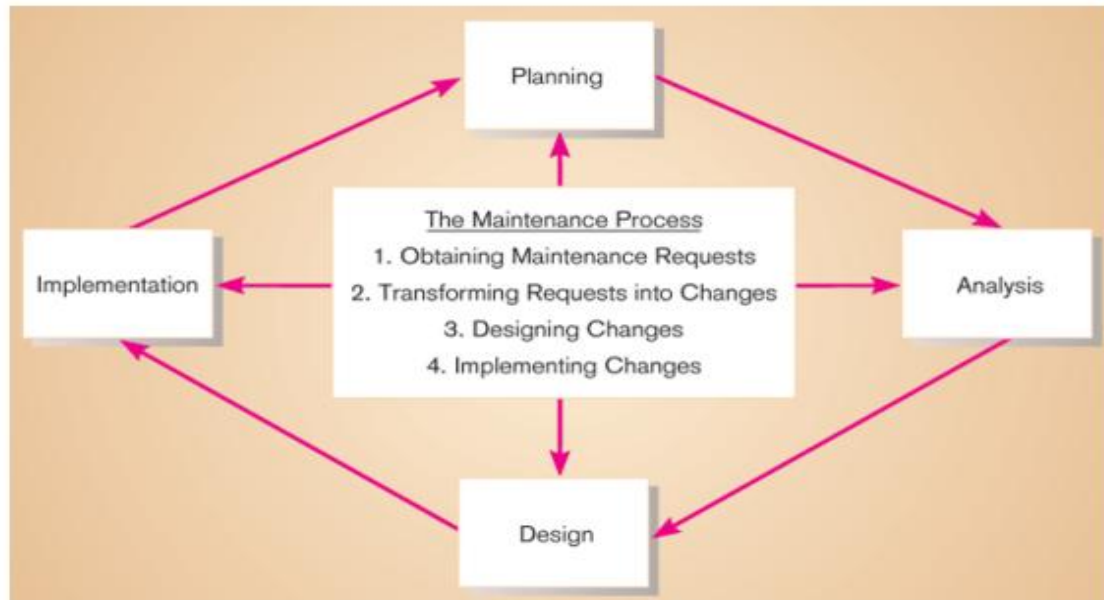 Planning
The Maintenance Process
1. Obtaining Maintenance Requests
2. Transforming Requests into Changes
3. Designing Changes
4. Implementing Changes
Implementation
Analysis
Design